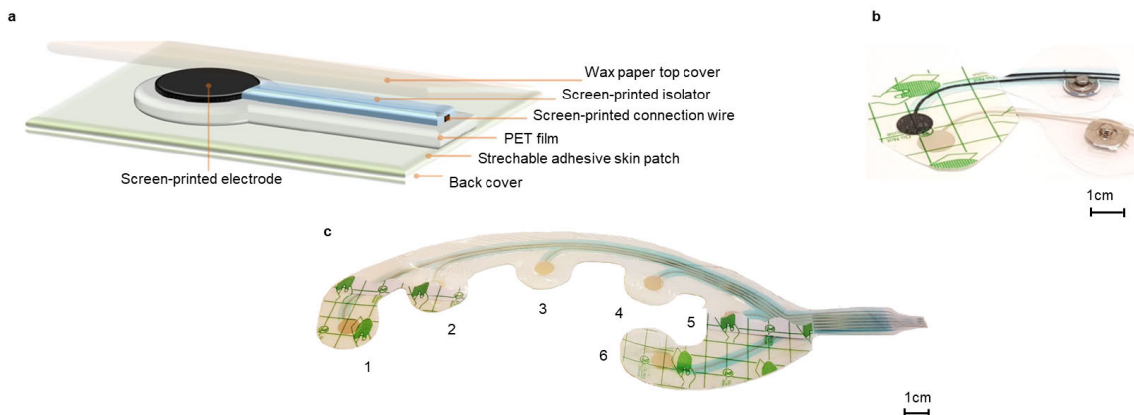 a
Wax paper top cover
Screen-printed isolator
Screen-printed connection wire
PET film
Strechable adhesive skin patch
Back cover
Screen-printed electrode
b
1cm
c
1
2
3
4
5
6
1cm